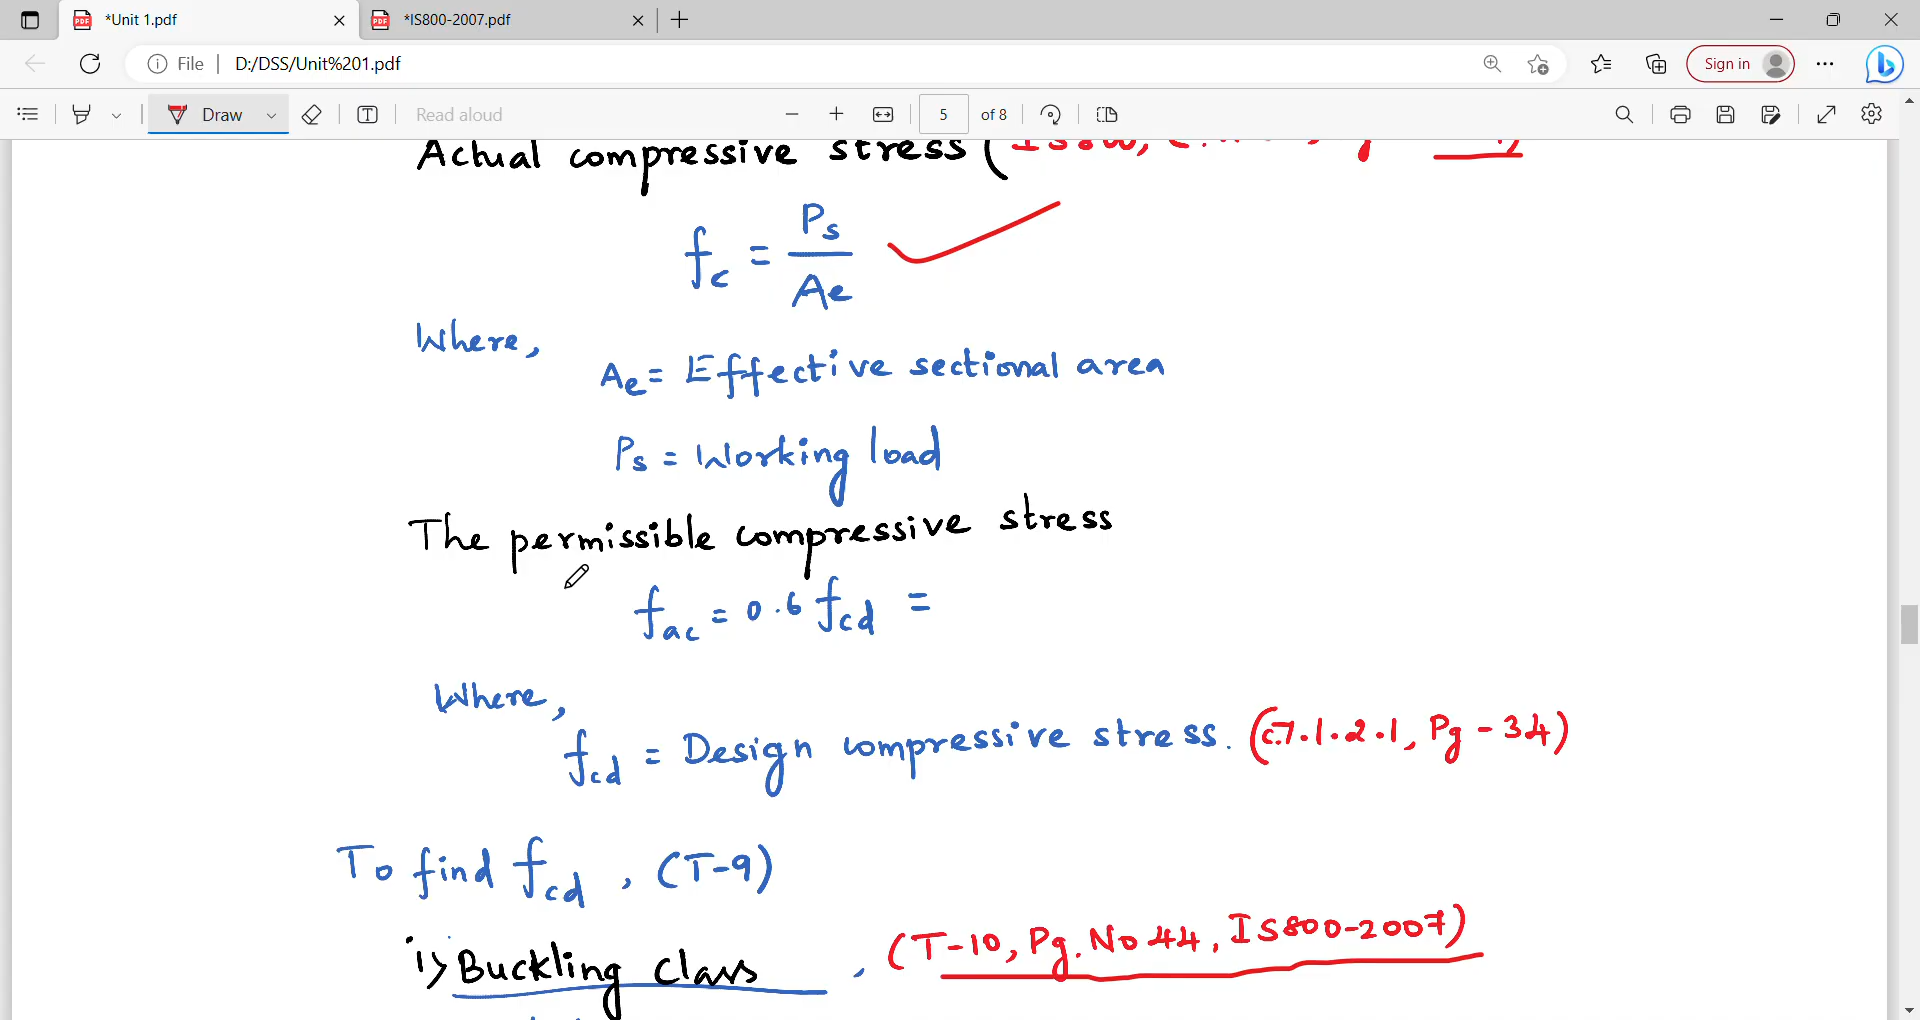 *Unit 1.pdf
*IS800-2007.pdf
File | D:/DSS/Unit%201.pdf
Sign in
Draw
Read aloud
5 of 8
Actual compressive stress (IS800,
fc = Ps / Ae
Where,
Ae = Effective sectional area
Ps = Working load
The permissible compressive stress
fac = 0.6 fcd =
Where,
fcd = Design compressive stress. (C.7.1.2.1, Pg - 34)
To find fcd, (T-9)
i) Buckling Class, (T-10, Pg. No 44, IS800-2007)